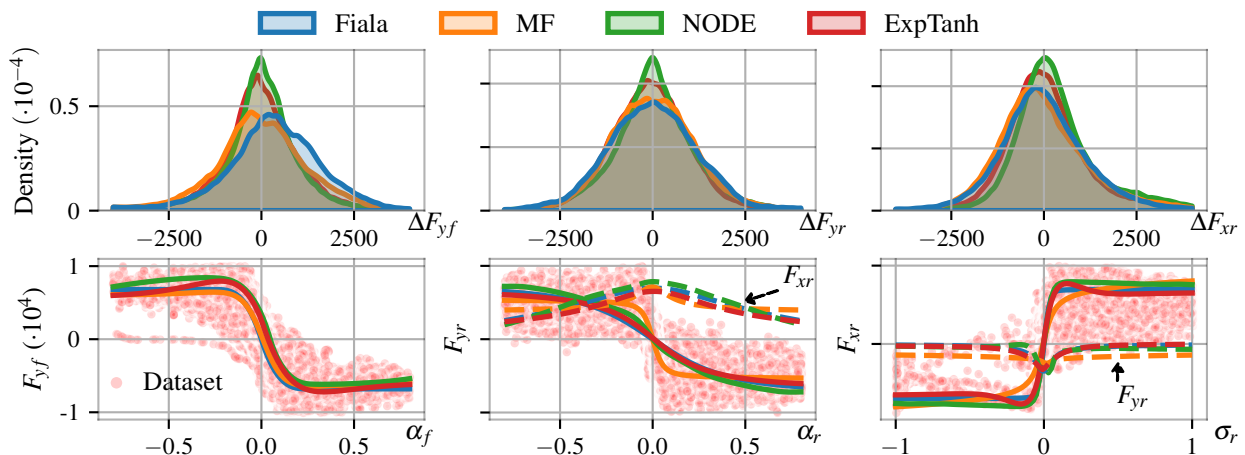 Fiala MF NODE ExpTanh
Density (·10⁻⁴)
0.5
0
−2500 0 2500 ΔF_yf
−2500 0 2500 ΔF_yr
−2500 0 2500 ΔF_xr
F_yf (·10⁴)
1
0
-1
Dataset
−0.5 0.0 0.5 α_f
F_yr
F_xr
−0.5 0.0 0.5 α_r
F_xr
F_yr
−1 0 1 σ_r